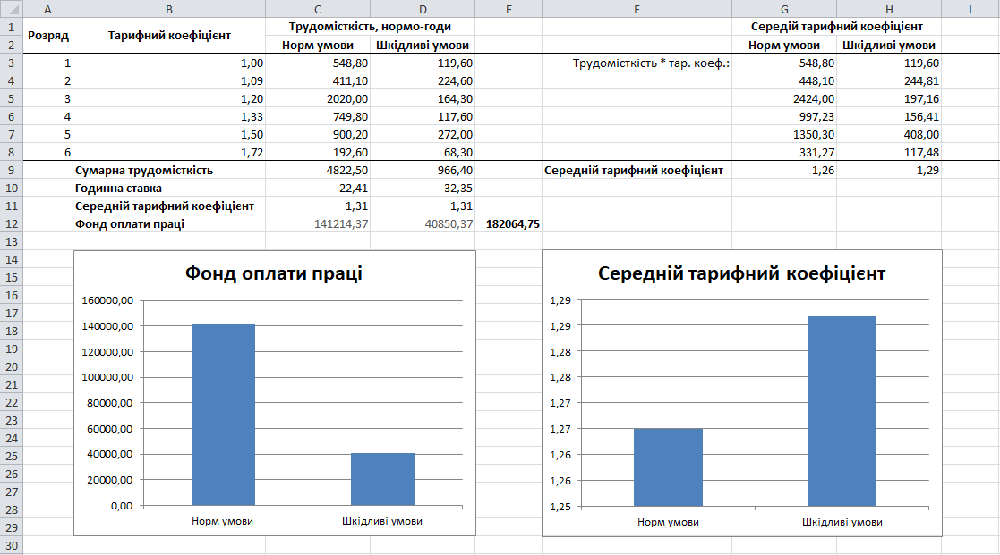 A B C D E F G H I
1 Розряд Тарифний коефіцієнт Трудомісткість, нормо-годи Середій тарифний коефіцієнт
2 Норм умови Шкідливі умови Норм умови Шкідливі умови
3 1 1,00 548,80 119,60 Трудомісткість * тар. коеф.: 548,80 119,60
4 2 1,09 411,10 224,60 448,10 244,81
5 3 1,20 2020,00 164,30 2424,00 197,16
6 4 1,33 749,80 117,60 997,23 156,41
7 5 1,50 900,20 272,00 1350,30 408,00
8 6 1,72 192,60 68,30 331,27 117,48
9 Сумарна трудомісткість 4822,50 966,40 Середній тарифний коефіцієнт 1,26 1,29
10 Годинна ставка 22,41 32,35
11 Середній тарифний коефіцієнт 1,31 1,31
12 Фонд оплати праці 141214,37 40850,37 182064,75
13
14
15
16
17
18
19
20
21
22
23
24
25
26
27
28
29
30
Фонд оплати праці
160000,00
140000,00
120000,00
100000,00
80000,00
60000,00
40000,00
20000,00
0,00
Норм умови Шкідливі умови
Середній тарифний коефіцієнт
1,29
1,29
1,28
1,28
1,27
1,27
1,26
1,26
1,25
Норм умови Шкідливі умови